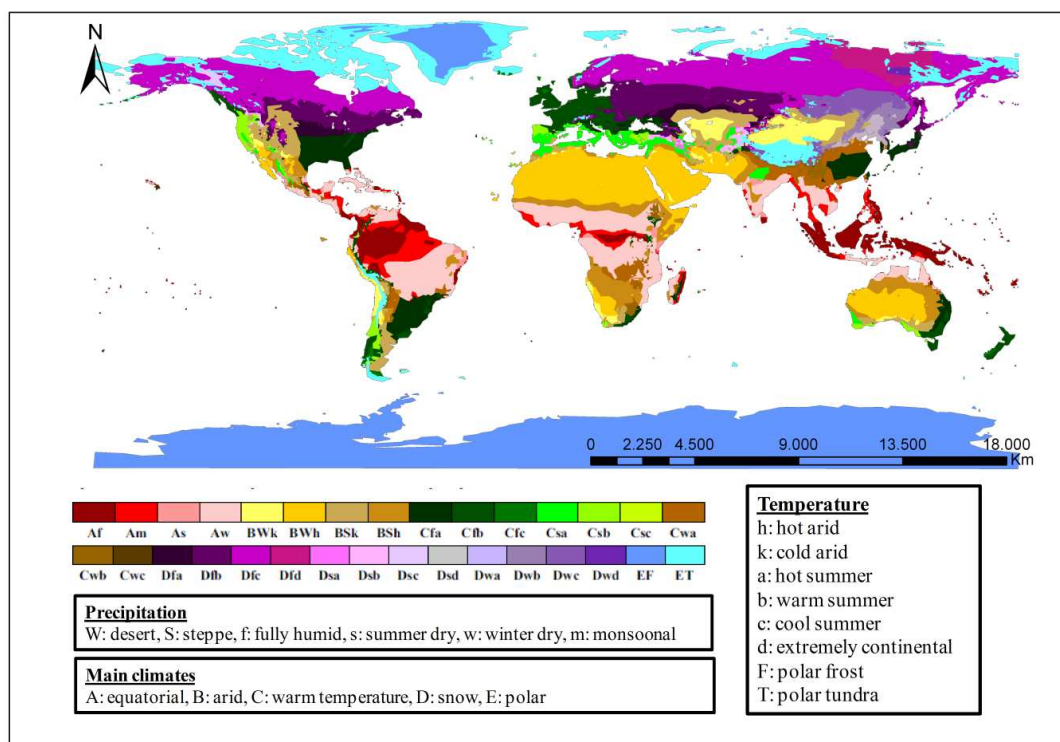 N
0 2.250 4.500 9.000 13.500 18.000
Km
Af Am As Aw BWk BWh BSk BSh Cfa Cfb Cfc Csa Csb Csc Cwa
Cwb Cwc Dfa Dfb Dfc Dfd Dsa Dsb Dsc Dsd Dwa Dwb Dwc Dwd EF ET
Precipitation
W: desert, S: steppe, f: fully humid, s: summer dry, w: winter dry, m: monsoonal
Main climates
A: equatorial, B: arid, C: warm temperature, D: snow, E: polar
Temperature
h: hot arid
k: cold arid
a: hot summer
b: warm summer
c: cool summer
d: extremely continental
F: polar frost
T: polar tundra